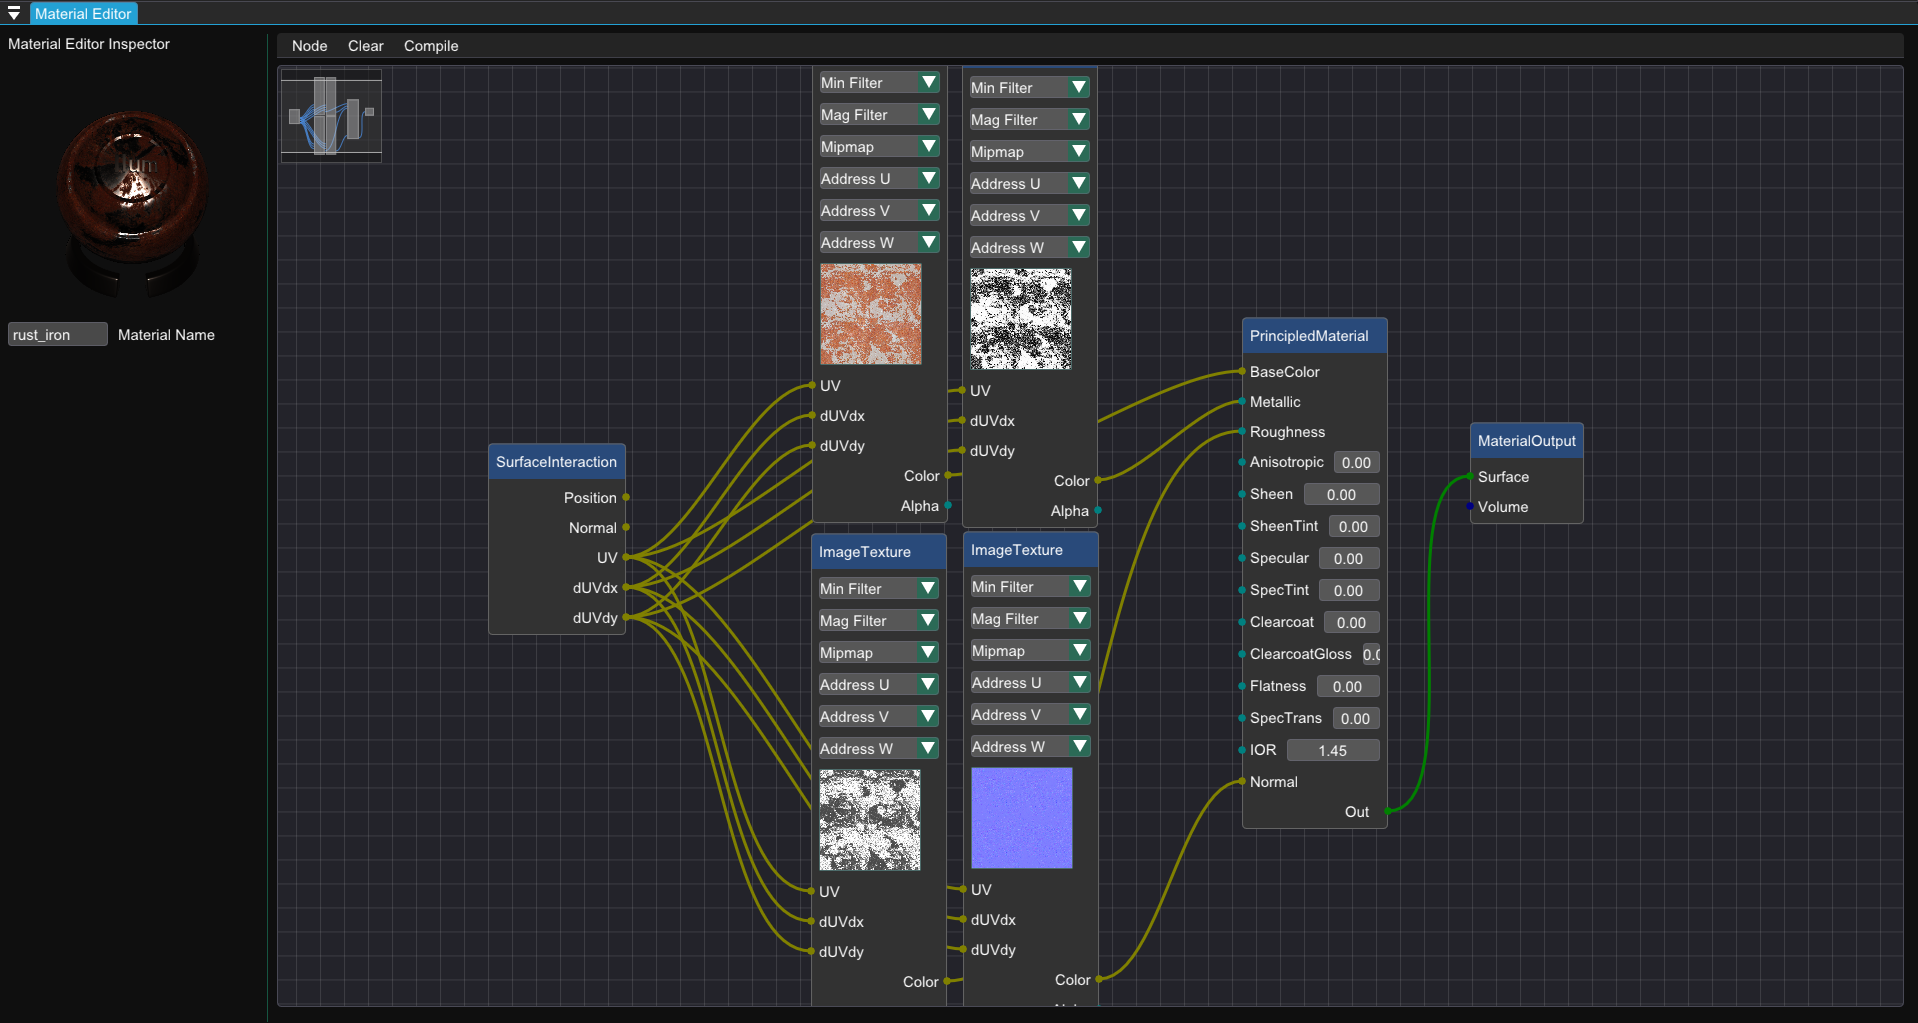 Material Editor
Material Editor Inspector
Node Clear Compile
rust_iron Material Name
Min Filter
Mag Filter
Mipmap
Address U
Address V
Address W
UV
dUVdx
dUVdy
Color
Alpha
Min Filter
Mag Filter
Mipmap
Address U
Address V
Address W
UV
dUVdx
dUVdy
Color
Alpha
SurfaceInteraction
Position
Normal
UV
dUVdx
dUVdy
ImageTexture
Min Filter
Mag Filter
Mipmap
Address U
Address V
Address W
UV
dUVdx
dUVdy
Color
ImageTexture
Min Filter
Mag Filter
Mipmap
Address U
Address V
Address W
UV
dUVdx
dUVdy
Color
PrincipledMaterial
BaseColor
Metallic
Roughness
Anisotropic 0.00
Sheen 0.00
SheenTint 0.00
Specular 0.00
SpecTint 0.00
Clearcoat 0.00
ClearcoatGloss
Flatness 0.00
SpecTrans 0.00
IOR 1.45
Normal
Out
MaterialOutput
Surface
Volume